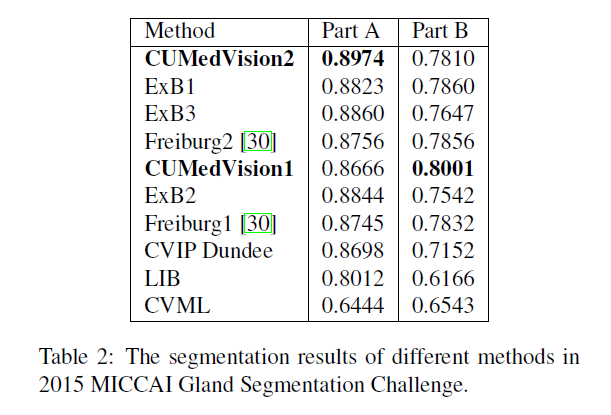 Method Part A Part B
CUMedVision2 0.8974 0.7810
ExB1 0.8823 0.7860
ExB3 0.8860 0.7647
Freiburg2 [30] 0.8756 0.7856
CUMedVision1 0.8666 0.8001
ExB2 0.8844 0.7542
Freiburg1 [30] 0.8745 0.7832
CVIP Dundee 0.8698 0.7152
LIB 0.8012 0.6166
CVML 0.6444 0.6543
Table 2: The segmentation results of different methods in
2015 MICCAI Gland Segmentation Challenge.